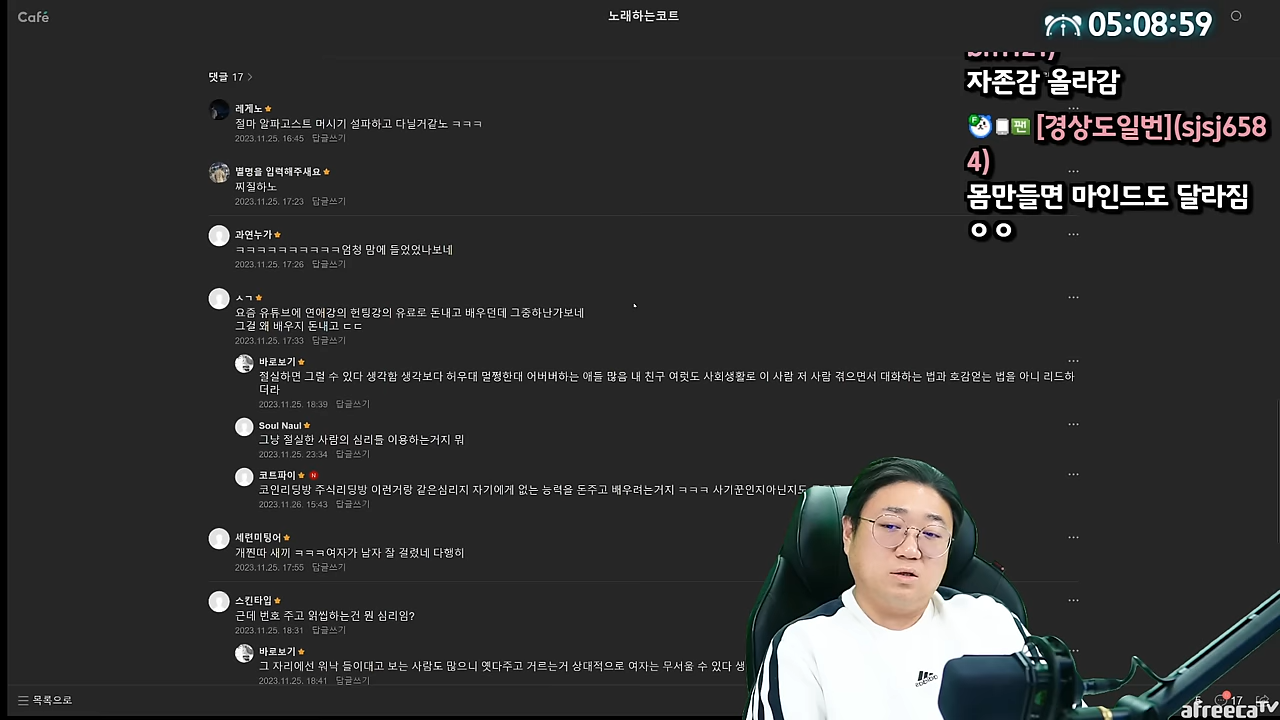 Café
노래하는코트
05:08:59
자존감 올라감
[경상도일번](sjsj658
4)
몸만들면 마인드도 달라짐
ㅇㅇ
댓글 17
레게노
절마 알파고스트 머시기 설파하고 다닐거같노 ㅋㅋㅋ
2023.11.25. 16:45 답글쓰기
별명을 입력해주새요
찌질하노
2023.11.25. 17:23 답글쓰기
과연누가
ㅋㅋㅋㅋㅋㅋㅋㅋㅋㅋ엄청 맘에 들었었나보네
2023.11.25. 17:26 답글쓰기
ㅅㄱ
요즘 유튜브에 연애강의 헌팅강의 유료로 돈내고 배우던데 그중하난가보네
그걸 왜 배우지 돈내고 ㄷㄷ
2023.11.25. 17:33 답글쓰기
바로보기
절실하면 그럴 수 있다 생각함 생각보다 허우대 멀쩡한대 어버버하는 애들 많음 내 친구 여럿도 사회생활로 이 사람 저 사람 겪으면서 대화하는 법과 호감얻는 법을 아니 리드하
더라
2023.11.25. 18:39 답글쓰기
Soul Naul
그냥 절실한 사람의 심리를 이용하는거지 뭐
2023.11.25. 23:34 답글쓰기
코트파이 N
코인리딩방 주식리딩방 이런거랑 같은심리지 자기에게 없는 능력을 돈주고 배우려는거지 ㅋㅋㅋ 사기꾼인지아닌지도
2023.11.26. 15:43 답글쓰기
세런미팅어
개찐따 새끼 ㅋㅋㅋ여자가 남자 잘 걸렀네 다행히
2023.11.25. 17:55 답글쓰기
스킨타입
근데 번호 주고 읽씹하는건 뭔 심리임?
2023.11.25. 18:31 답글쓰기
바로보기
그 자리에선 워낙 들이대고 보는 사람도 많으니 옛다주고 거르는거 상대적으로 여자는 무서울 수 있다 생
2023.11.25. 18:41 답글쓰기
목록으로
17
afreecaTV